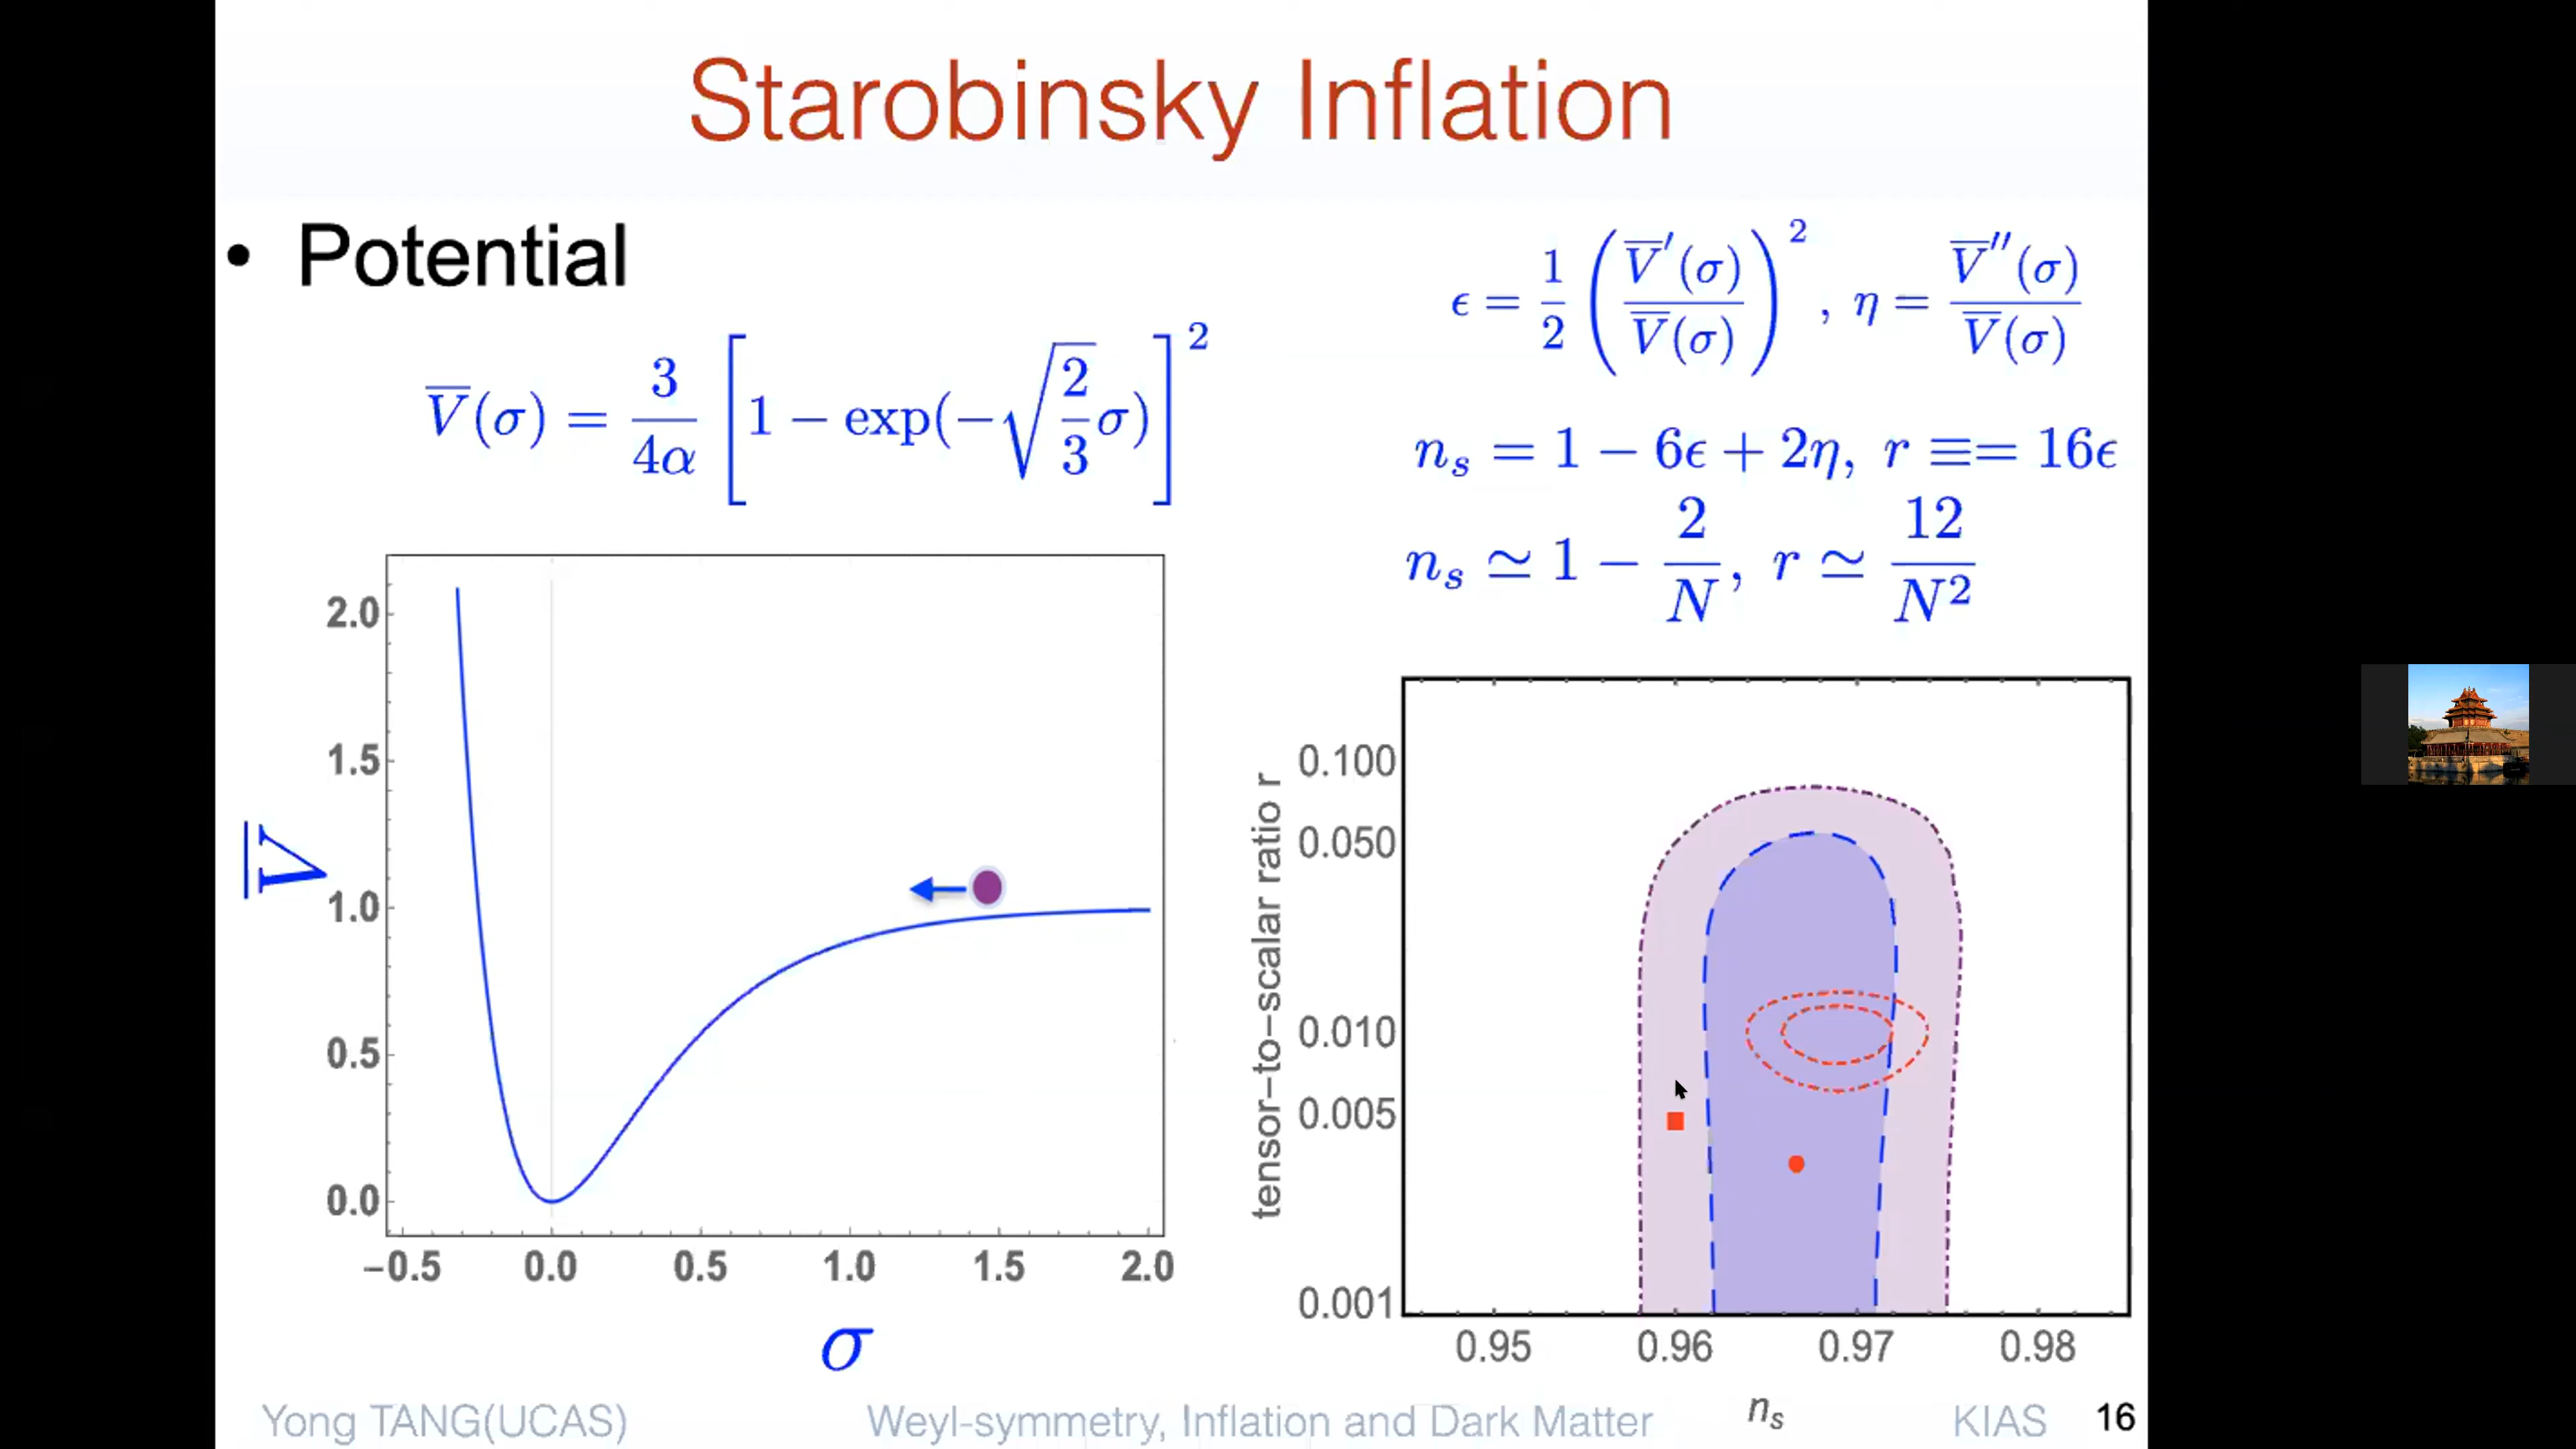 Starobinsky Inflation
• Potential
V̅(σ) = 3/(4α) [1 − exp(−√(2/3)σ)]²
ϵ = 1/2 (V̅′(σ)/V̅(σ))², η = V̅″(σ)/V̅(σ)
n_s = 1 − 6ϵ + 2η, r ≡= 16ϵ
n_s ≃ 1 − 2/N, r ≃ 12/N²
V̅
2.0
1.5
1.0
0.5
0.0
−0.5 0.0 0.5 1.0 1.5 2.0
σ
tensor−to−scalar ratio r
0.100
0.050
0.010
0.005
0.001
0.95 0.96 0.97 0.98
n_s
Yong TANG(UCAS) Weyl-symmetry, Inflation and Dark Matter KIAS 16